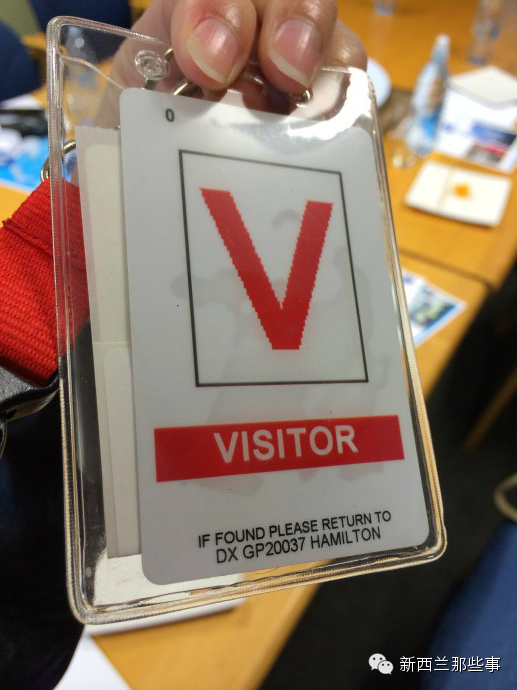 0
V
VISITOR
IF FOUND PLEASE RETURN TO
DX GP20037 HAMILTON
新西兰那些事